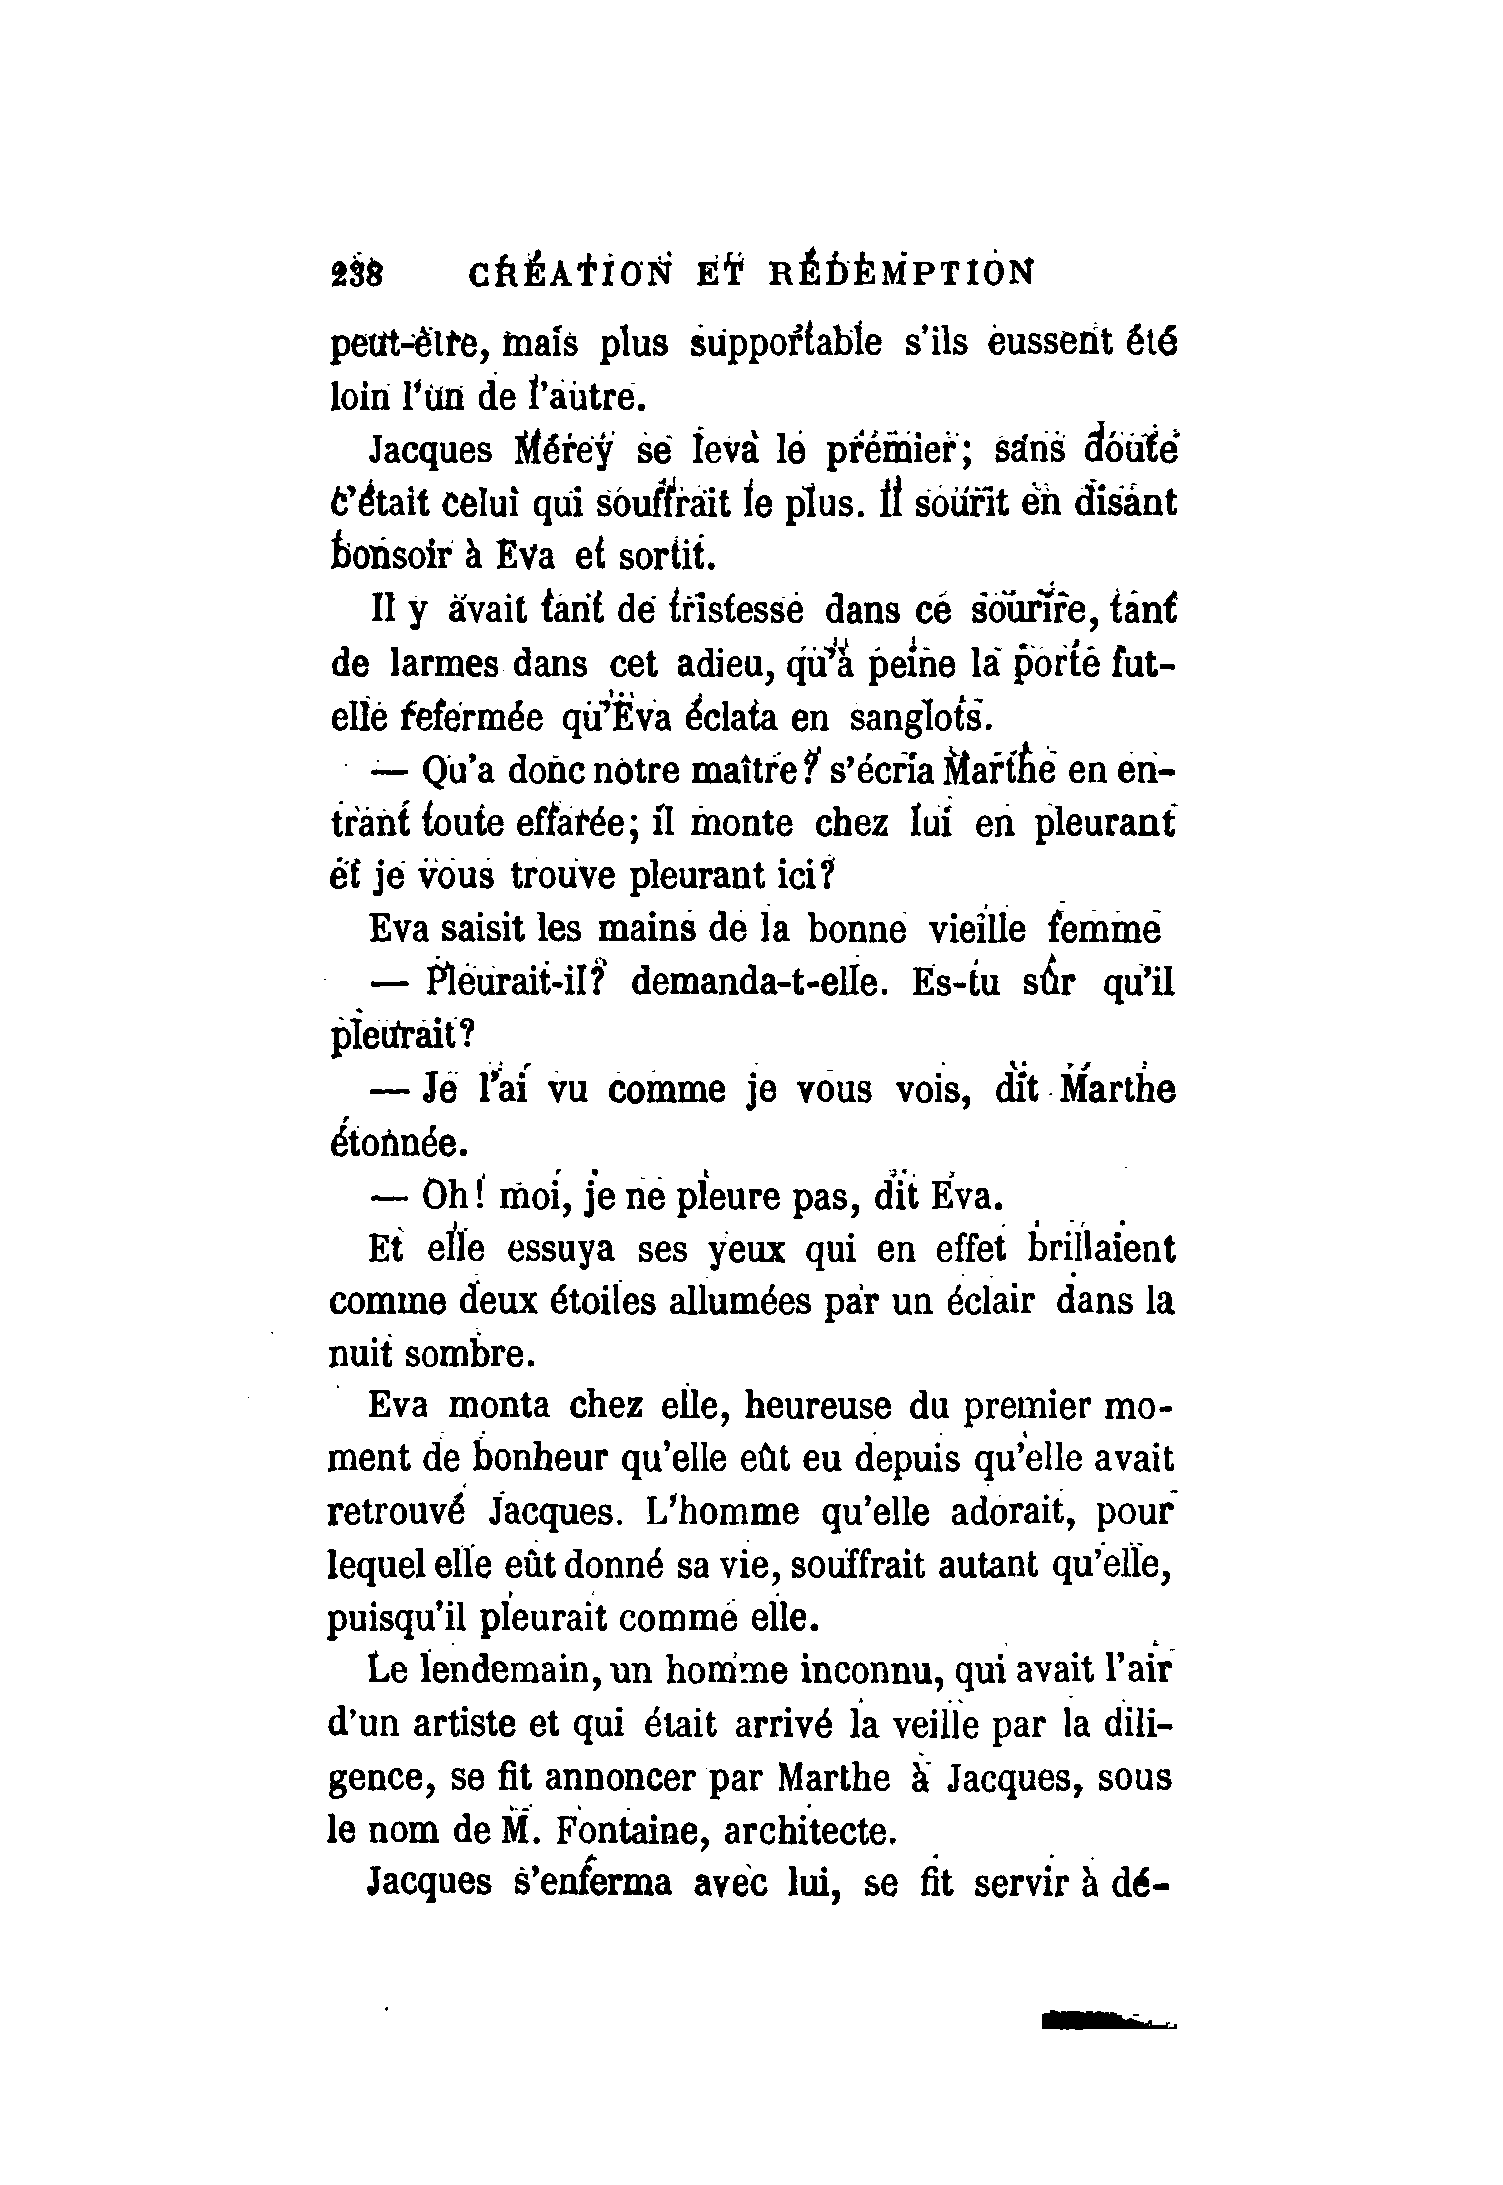 238 CRÉATION ET RÉDEMPTION
peut-être, mais plus supportable s'ils eussent été
loin l'un de l'autre.
Jacques Mérey se leva le prémier; sans doute
c'était celui qui souffrait le plus. Il sourit en disant
bonsoir à Eva et sortit.
Il y avait tant de tristesse dans ce sourire, tant
de larmes dans cet adieu, qu'à peine la porte fut-
elle refermée qu'Eva éclata en sanglots.
— Qu'a donc notre maître? s'écria Marthe en en-
trant toute effarée; il monte chez lui en pleurant
et je vous trouve pleurant ici?
Eva saisit les mains de la bonne vieille femme
— Pleurait-il? demanda-t-elle. Es-tu sûr qu'il
pleurait?
— Je l'ai vu comme je vous vois, dit Marthe
étonnée.
— Oh! moi, je ne pleure pas, dit Eva.
Et elle essuya ses yeux qui en effet brillaient
comme deux étoiles allumées par un éclair dans la
nuit sombre.
Eva monta chez elle, heureuse du premier mo-
ment de bonheur qu'elle eût eu depuis qu'elle avait
retrouvé Jacques. L'homme qu'elle adorait, pour
lequel elle eût donné sa vie, souffrait autant qu'elle,
puisqu'il pleurait comme elle.
Le lendemain, un homme inconnu, qui avait l'air
d'un artiste et qui était arrivé la veille par la dili-
gence, se fit annoncer par Marthe à Jacques, sous
le nom de M. Fontaine, architecte.
Jacques s'enferma avec lui, se fit servir à dé-